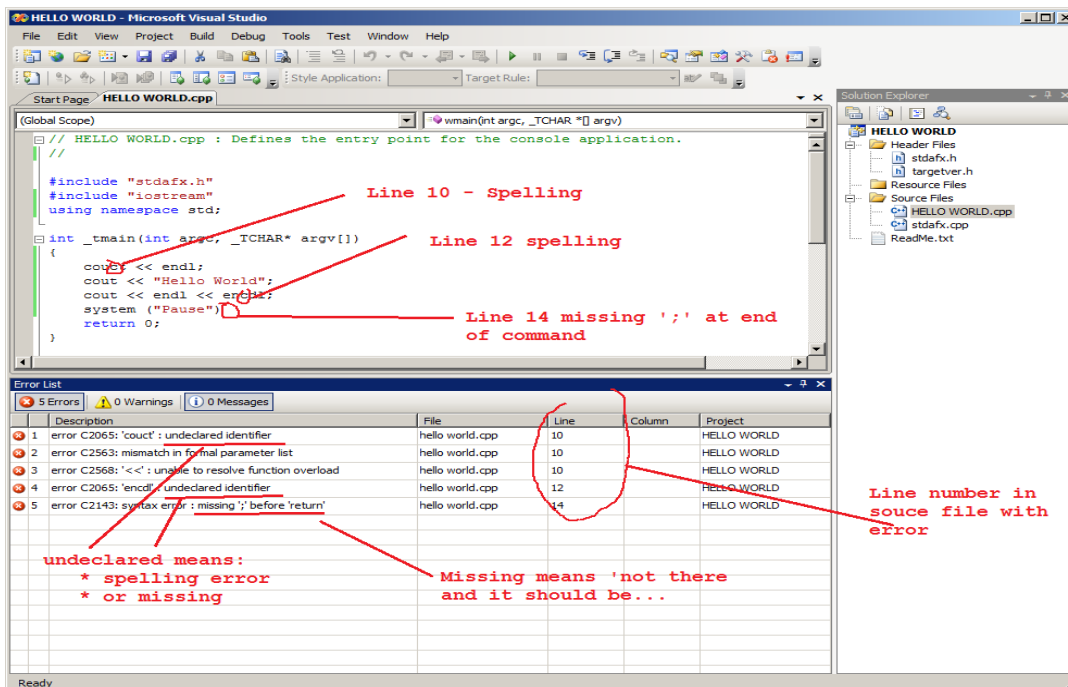 HELLO WORLD - Microsoft Visual Studio
File Edit View Project Build Debug Tools Test Window Help
Style Application: Target Rule:
Start Page HELLO WORLD.cpp
(Global Scope) wmain(int argc, _TCHAR *[] argv)
// HELLO WORLD.cpp : Defines the entry point for the console application.
//
#include "stdafx.h"
#include "iostream"
using namespace std;
int _tmain(int argc, _TCHAR* argv[])
{
couct << endl;
cout << "Hello World";
cout << endl << encdl;
system ("Pause")
return 0;
}
Line 10 - Spelling
Line 12 spelling
Line 14 missing ';' at end
of command
Solution Explorer
HELLO WORLD
Header Files
stdafx.h
targetver.h
Resource Files
Source Files
HELLO WORLD.cpp
stdafx.cpp
ReadMe.txt
Error List
5 Errors 0 Warnings 0 Messages
Description File Line Column Project
1 error C2065: 'couct' : undeclared identifier hello world.cpp 10 HELLO WORLD
2 error C2563: mismatch in formal parameter list hello world.cpp 10 HELLO WORLD
3 error C2568: '<<' : unable to resolve function overload hello world.cpp 10 HELLO WORLD
4 error C2065: 'encdl' : undeclared identifier hello world.cpp 12 HELLO WORLD
5 error C2143: syntax error : missing ';' before 'return' hello world.cpp 14 HELLO WORLD
undeclared means:
* spelling error
* or missing
Missing means 'not there
and it should be...
Line number in
souce file with
error
Ready